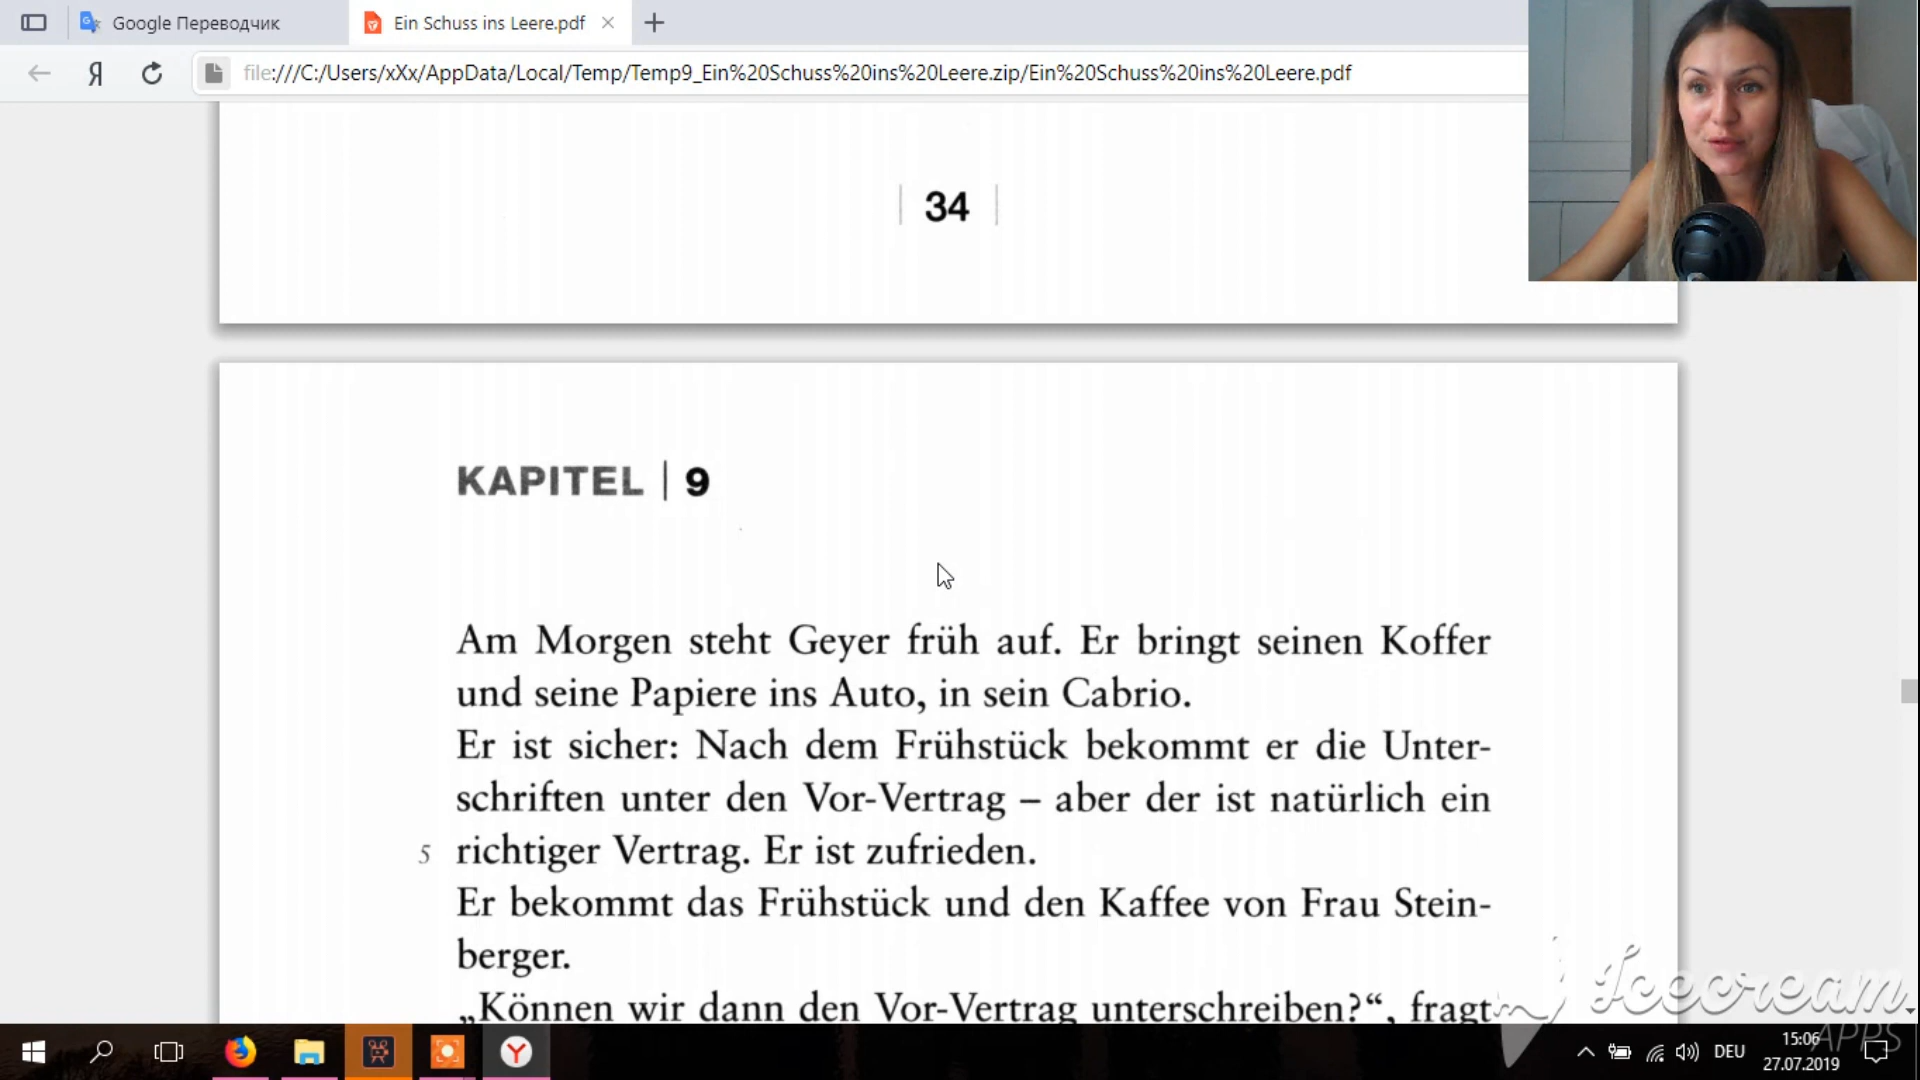 Google Переводчик
Ein Schuss ins Leere.pdf
Я
file:///C:/Users/xXx/AppData/Local/Temp/Temp9_Ein%20Schuss%20ins%20Leere.zip/Ein%20Schuss%20ins%20Leere.pdf
34
KAPITEL | 9
Am Morgen steht Geyer früh auf. Er bringt seinen Koffer
und seine Papiere ins Auto, in sein Cabrio.
Er ist sicher: Nach dem Frühstück bekommt er die Unter-
schriften unter den Vor-Vertrag – aber der ist natürlich ein
5 richtiger Vertrag. Er ist zufrieden.
Er bekommt das Frühstück und den Kaffee von Frau Stein-
berger.
„Können wir dann den Vor-Vertrag unterschreiben?“, fragt
Icecream
APPS
DEU
15:06
27.07.2019